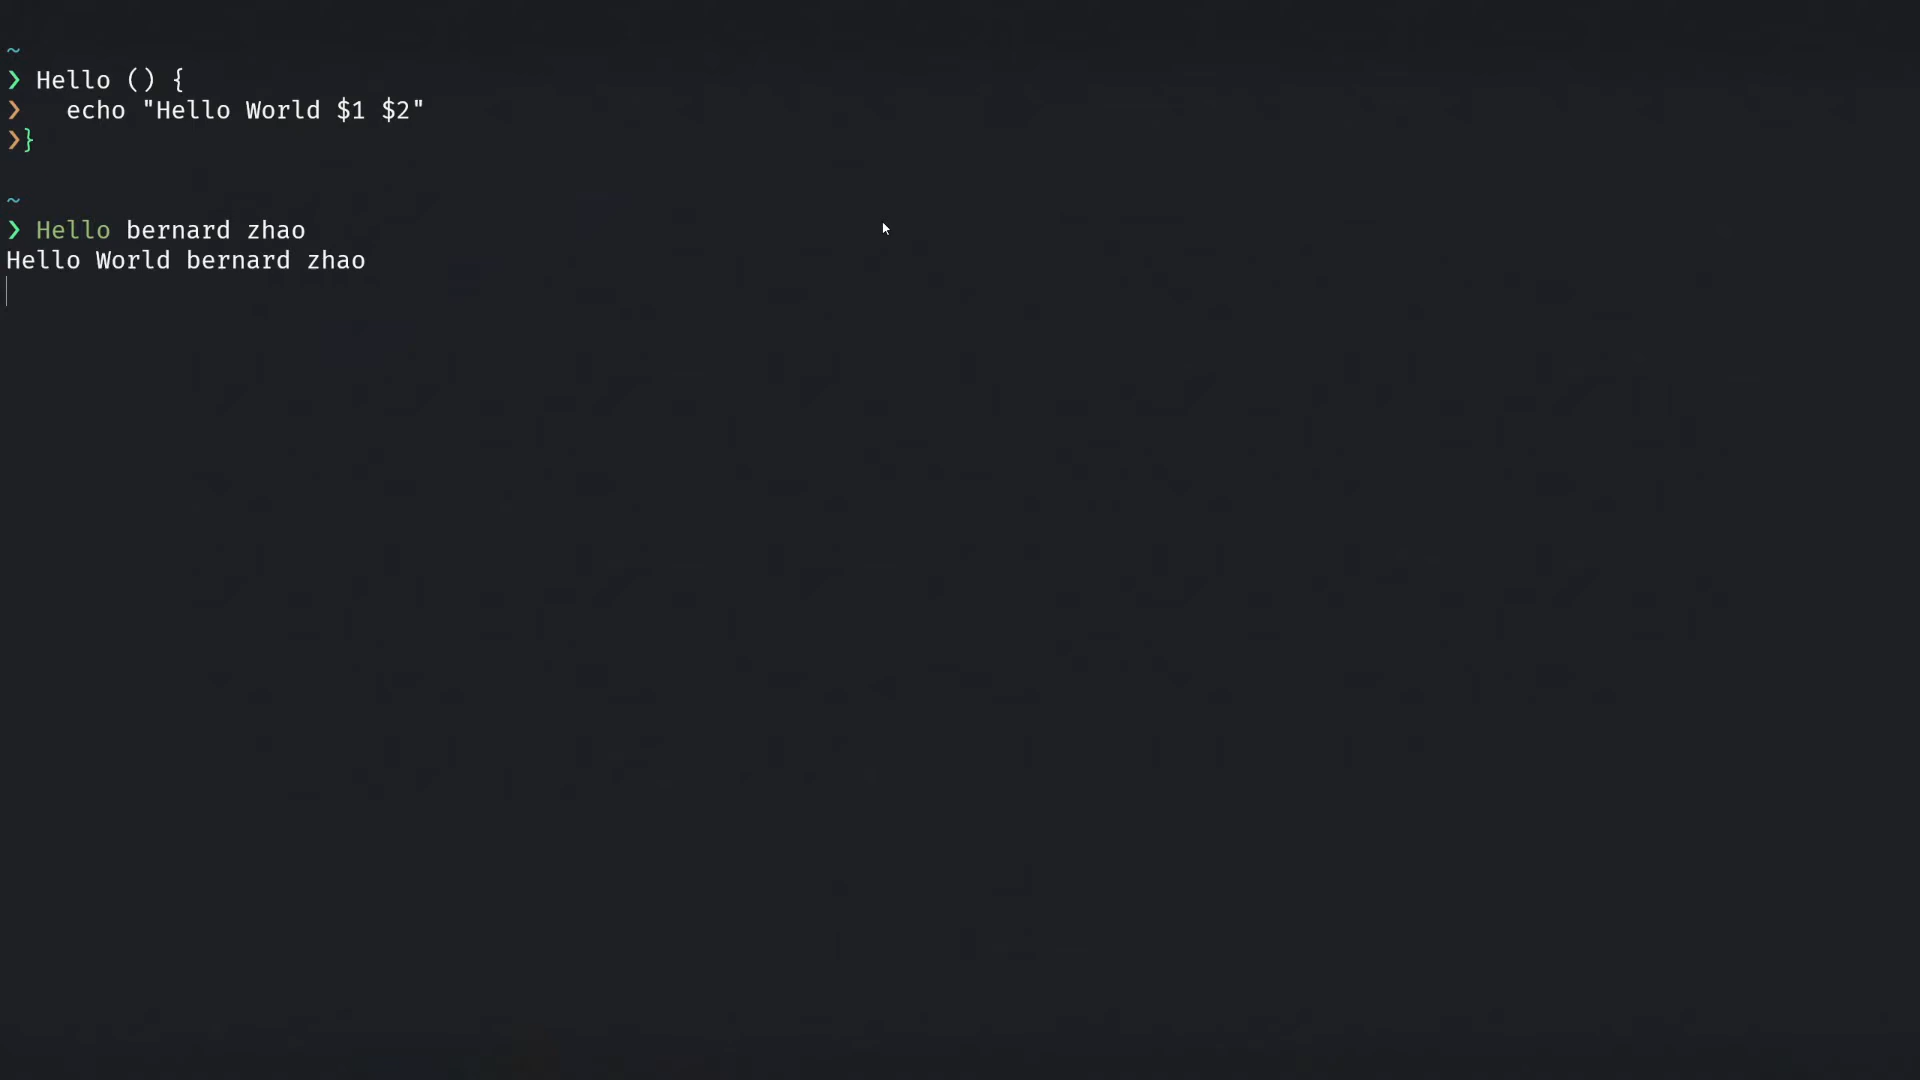 ~
❯ Hello () {
❯   echo "Hello World $1 $2"
❯}
~
❯ Hello bernard zhao
Hello World bernard zhao